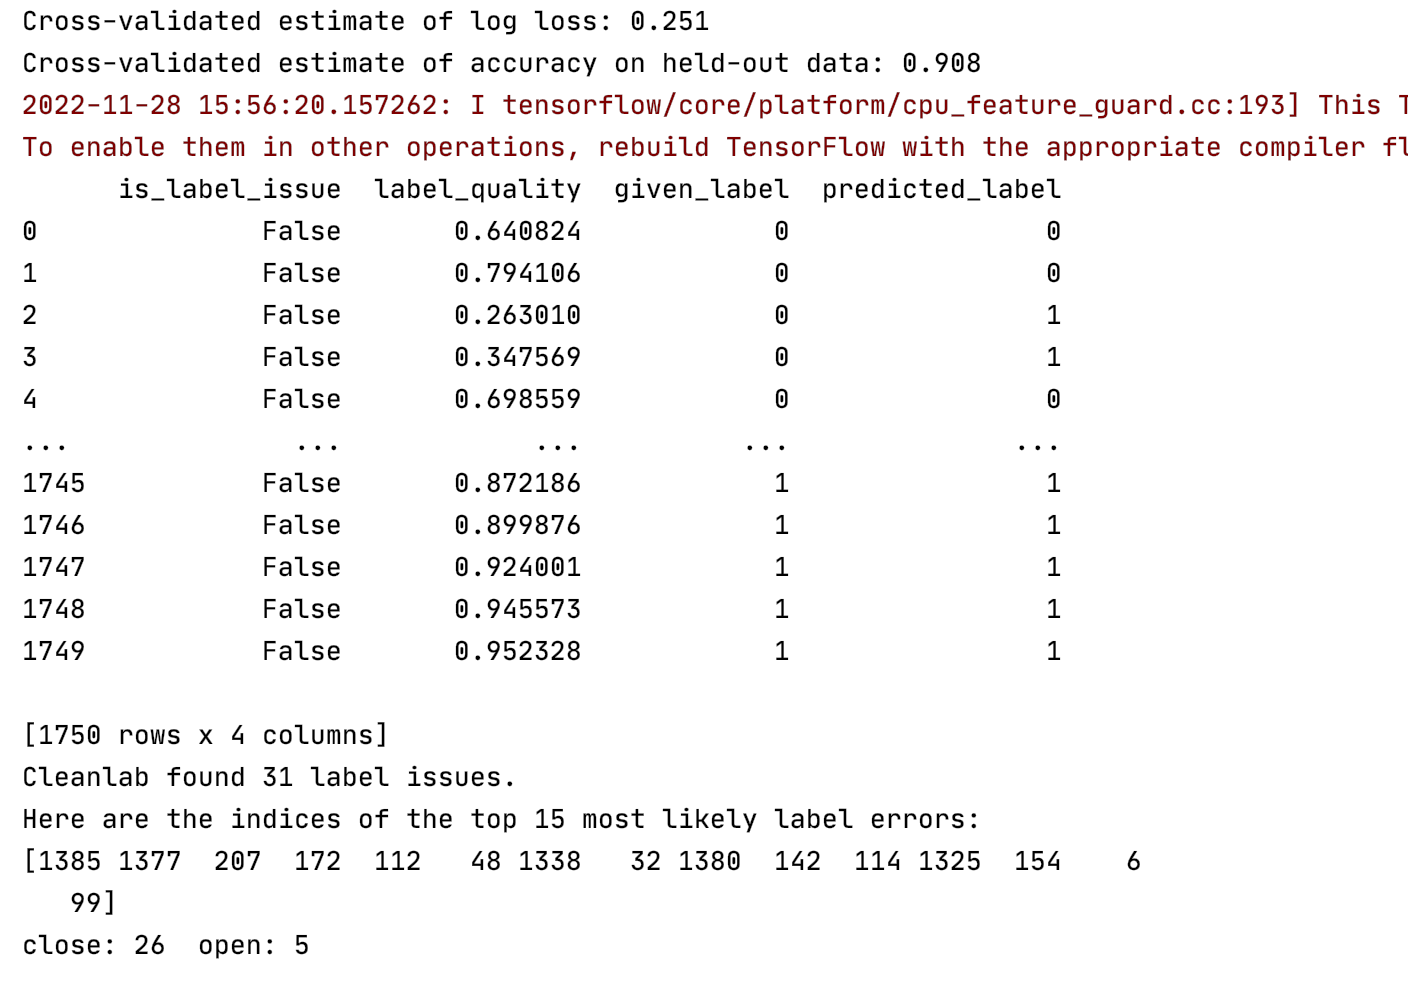 Cross-validated estimate of log loss: 0.251
Cross-validated estimate of accuracy on held-out data: 0.908
2022-11-28 15:56:20.157262: I tensorflow/core/platform/cpu_feature_guard.cc:193] This T
To enable them in other operations, rebuild TensorFlow with the appropriate compiler fl
      is_label_issue  label_quality  given_label  predicted_label
0              False       0.640824            0                0
1              False       0.794106            0                0
2              False       0.263010            0                1
3              False       0.347569            0                1
4              False       0.698559            0                0
...              ...            ...          ...              ...
1745           False       0.872186            1                1
1746           False       0.899876            1                1
1747           False       0.924001            1                1
1748           False       0.945573            1                1
1749           False       0.952328            1                1
[1750 rows x 4 columns]
Cleanlab found 31 label issues.
Here are the indices of the top 15 most likely label errors:
[1385 1377  207  172  112   48 1338   32 1380  142  114 1325  154    6
   99]
close: 26  open: 5